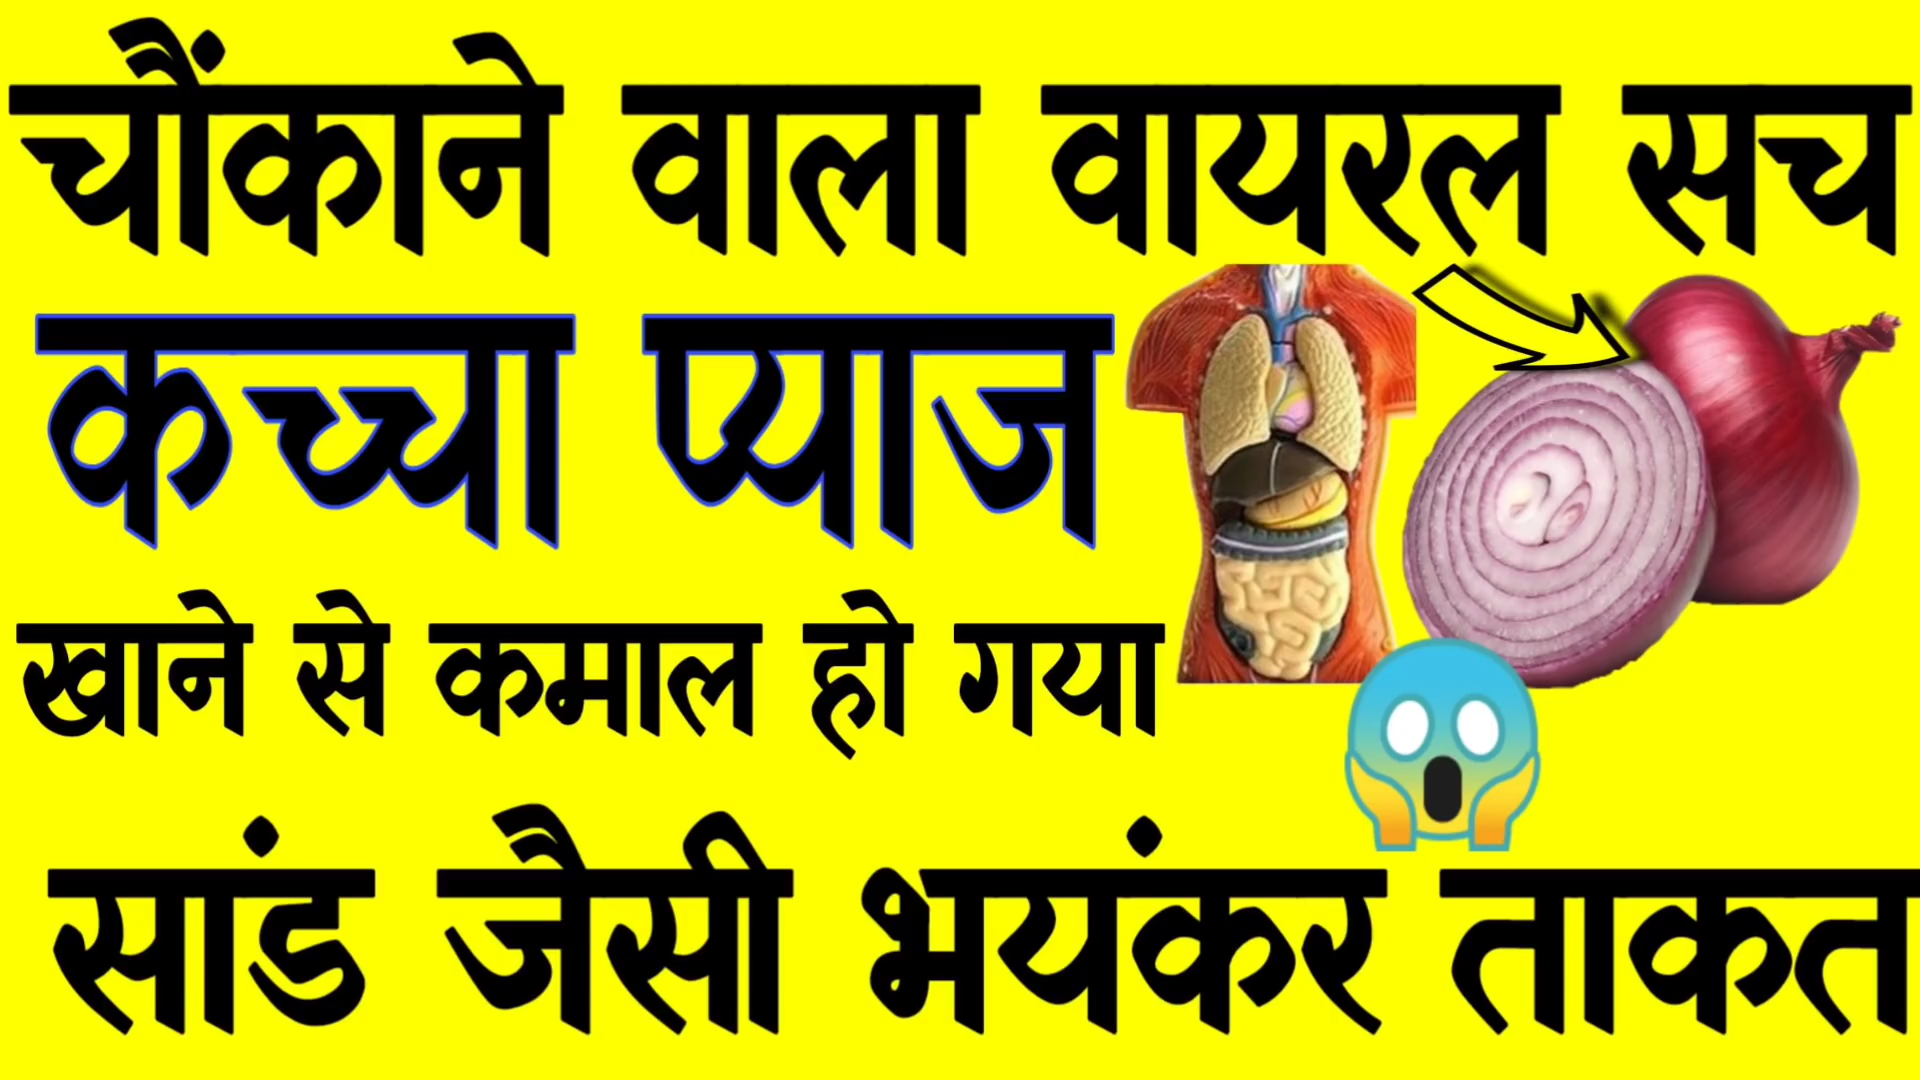 चौंकाने वाला वायरल सच
कच्चा प्याज
खाने से कमाल हो गया
सांड जैसी भयंकर ताकत